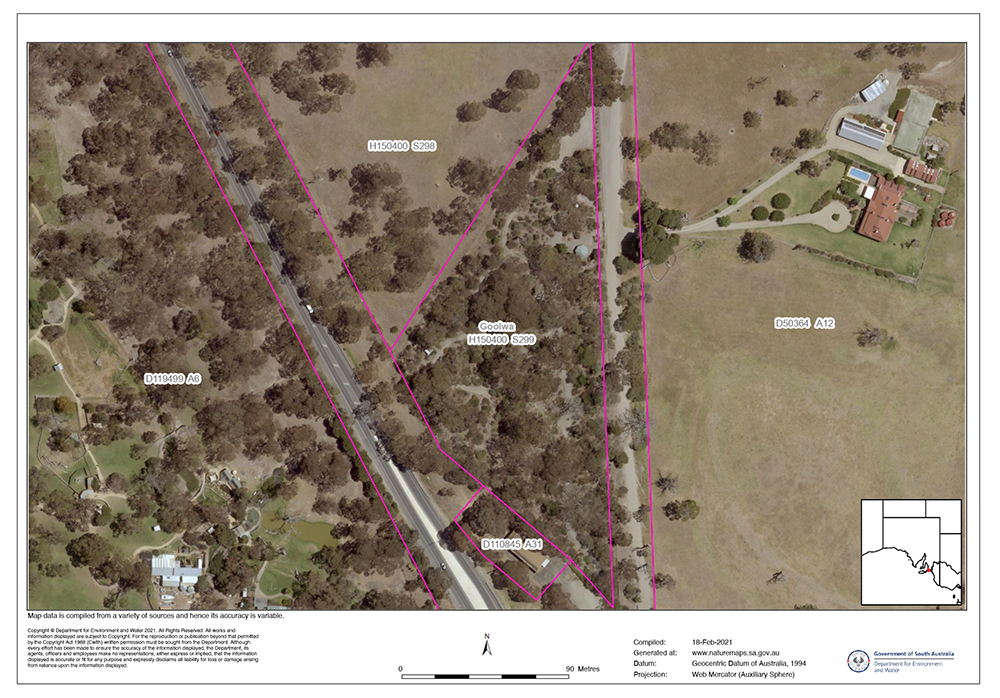 H150400 S298
Goolwa
H150400 S299
D50364 A12
D119499 A6
D110845 A31
Map data is compiled from a variety of sources and hence its accuracy is variable.
Copyright © Department for Environment and Water 2021. All Rights Reserved. All works and
information displayed are subject to Copyright. For the reproduction or publication beyond that permitted
by the Copyright Act 1968 (Cwlth) written permission must be sought from the Department. Although
every effort has been made to ensure the accuracy of the information displayed, the Department, its
agents, officers and employees make no representations, either express or implied, that the information
displayed is accurate or fit for any purpose and expressly disclaims all liability for loss or damage arising
from reliance upon the information displayed.
N
0 90 Metres
Compiled: 18-Feb-2021
Generated at: www.naturemaps.sa.gov.au
Datum: Geocentric Datum of Australia, 1994
Projection: Web Mercator (Auxiliary Sphere)
Government of South Australia
Department for Environment
and Water